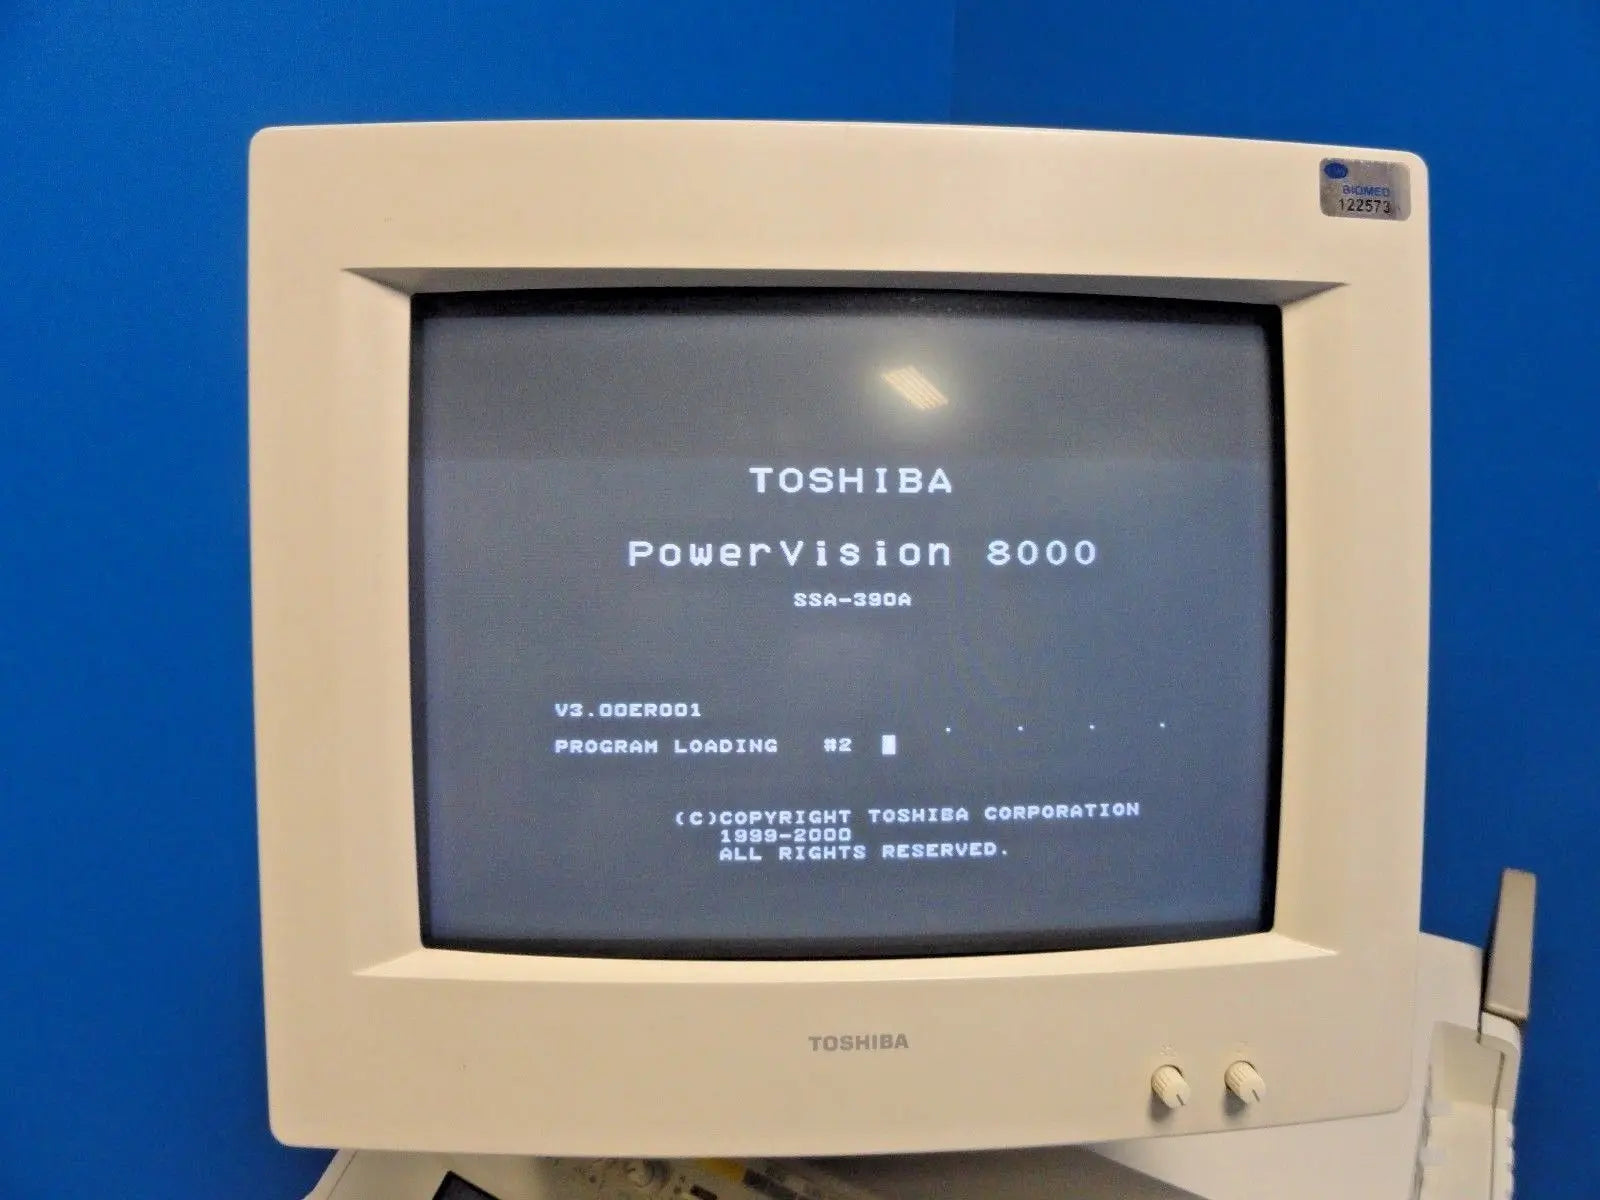 BIOMED
122573
TOSHIBA
PowerVision 8000
SSA-390A
V3.00ER001
PROGRAM LOADING #2
. . . .
(C)COPYRIGHT TOSHIBA CORPORATION
1999-2000
ALL RIGHTS RESERVED.
TOSHIBA